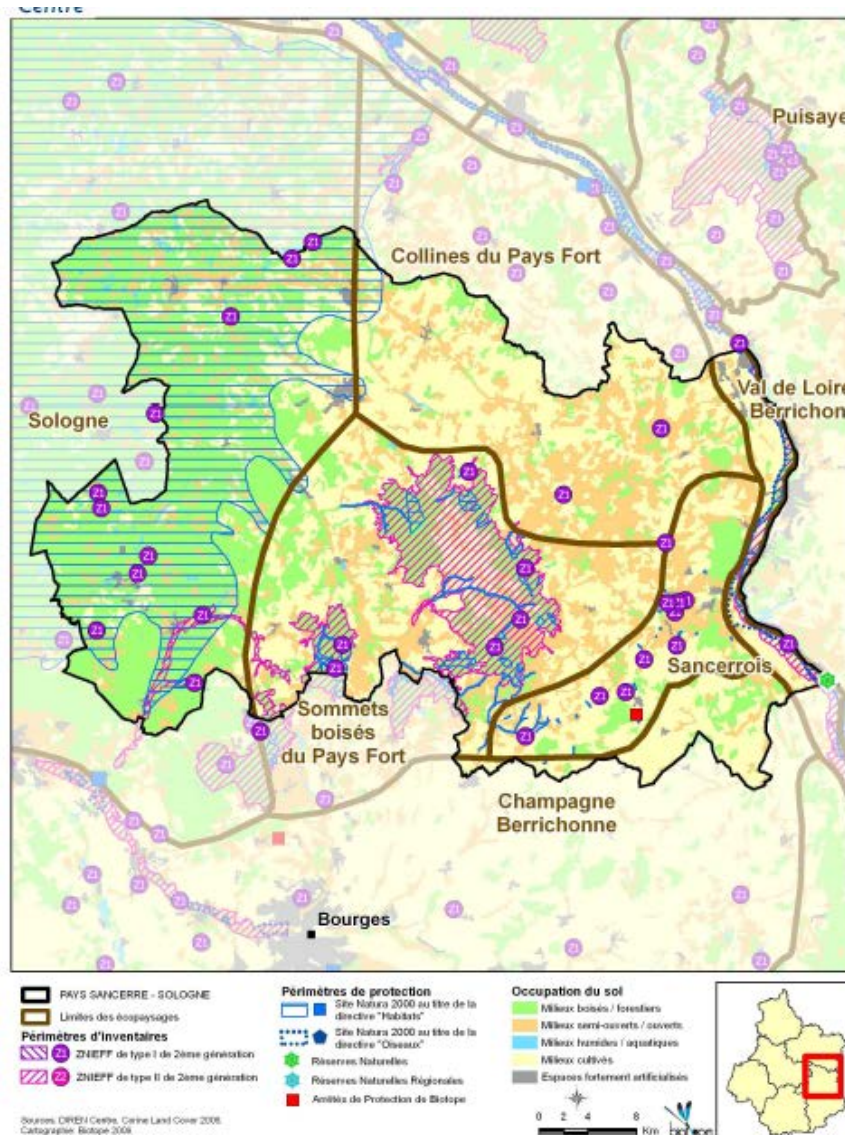 Centre
Puisaye
Collines du Pays Fort
Val de Loire
Berrichon
Sologne
Sancerrois
Sommets
boisés
du Pays Fort
Champagne
Berrichonne
Bourges
PAYS SANCERRE - SOLOGNE
Limites des écopaysages
Périmètres d'inventaires
Z1 ZNIEFF de type I de 2ème génération
Z2 ZNIEFF de type II de 2ème génération
Périmètres de protection
Site Natura 2000 au titre de la
directive "Habitats"
Site Natura 2000 au titre de la
directive "Oiseaux"
Réserves Naturelles
Réserves Naturelles Régionales
Arrêtés de Protection de Biotope
Occupation du sol
Milieux boisés / forestiers
Milieux semi-ouverts / ouverts
Milieux humides / aquatiques
Milieux cultivés
Espaces fortement artificialisés
0 2 4 8
Km
biotope
Sources: DIREN Centre, Corine Land Cover 2006.
Cartographie: Biotope 2009.